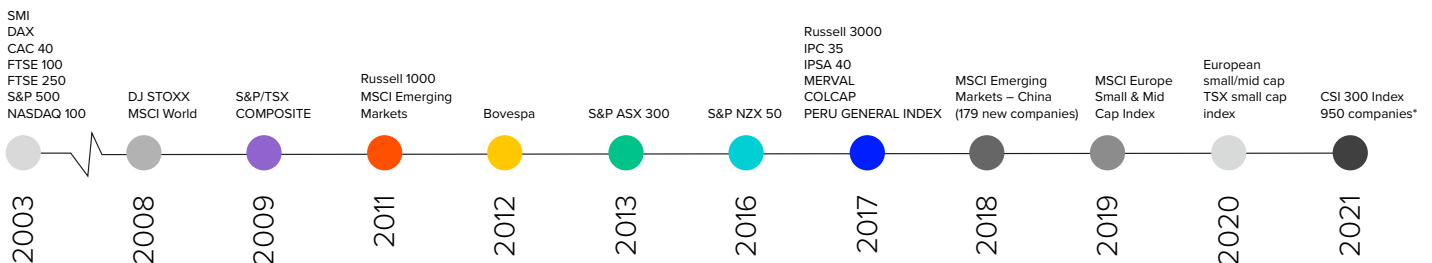 SMI
DAX
CAC 40
FTSE 100
FTSE 250
S&P 500
NASDAQ 100
2003
DJ STOXX
MSCI World
2008
S&P/TSX
COMPOSITE
2009
Russell 1000
MSCI Emerging
Markets
2011
Bovespa
2012
S&P ASX 300
2013
S&P NZX 50
2016
Russell 3000
IPC 35
IPSA 40
MERVAL
COLCAP
PERU GENERAL INDEX
2017
MSCI Emerging
Markets – China
(179 new companies)
2018
MSCI Europe
Small & Mid
Cap Index
2019
European
small/mid cap
TSX small cap
index
2020
CSI 300 Index
950 companies*
2021